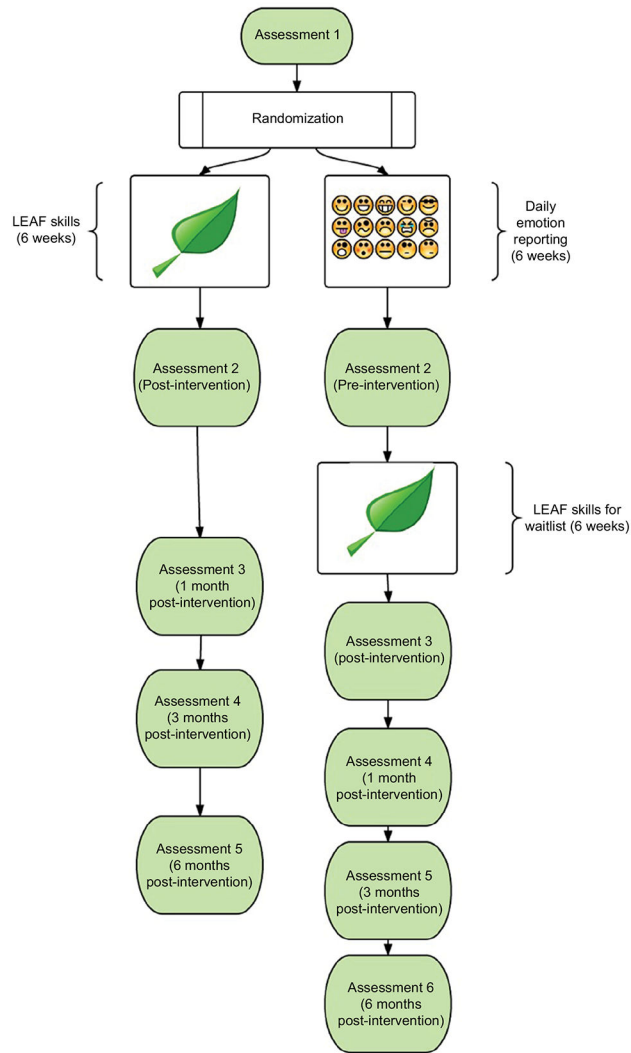 Assessment 1
Randomization
LEAF skills
(6 weeks)
Daily
emotion
reporting
(6 weeks)
Assessment 2
(Post-intervention)
Assessment 2
(Pre-intervention)
LEAF skills for
waitlist (6 weeks)
Assessment 3
(1 month
post-intervention)
Assessment 3
(post-intervention)
Assessment 4
(3 months
post-intervention)
Assessment 4
(1 month
post-intervention)
Assessment 5
(6 months
post-intervention)
Assessment 5
(3 months
post-intervention)
Assessment 6
(6 months
post-intervention)